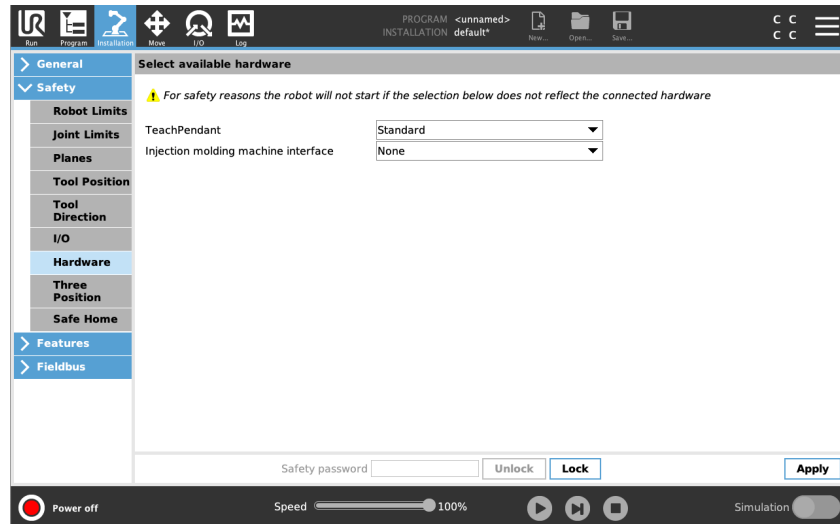 UR
Run
Program
Installation
Move
I/O
Log
PROGRAM <unnamed>
INSTALLATION default*
New...
Open...
Save...
C C
C C
General
Safety
Robot Limits
Joint Limits
Planes
Tool Position
Tool
Direction
I/O
Hardware
Three
Position
Safe Home
Features
Fieldbus
Select available hardware
For safety reasons the robot will not start if the selection below does not reflect the connected hardware
TeachPendant Standard
Injection molding machine interface None
Safety password Unlock Lock Apply
Power off Speed 100% Simulation